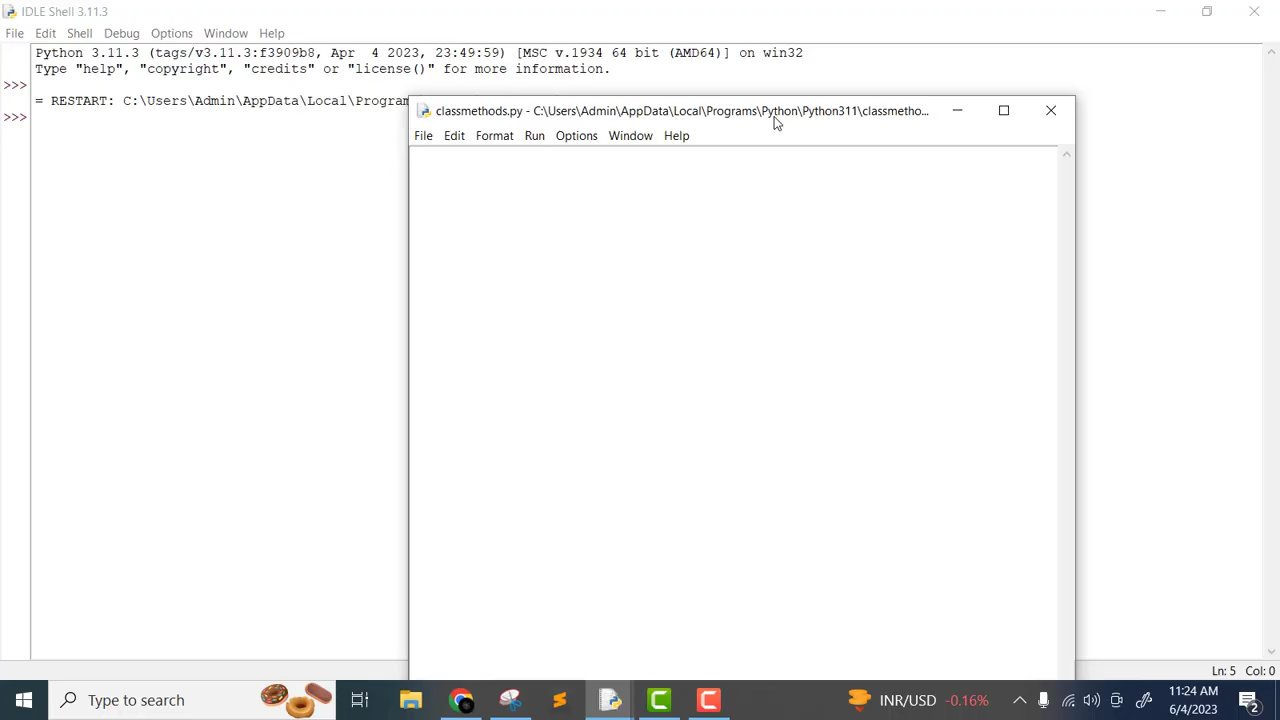 IDLE Shell 3.11.3
File Edit Shell Debug Options Window Help
Python 3.11.3 (tags/v3.11.3:f3909b8, Apr  4 2023, 23:49:59) [MSC v.1934 64 bit (AMD64)] on win32
Type "help", "copyright", "credits" or "license()" for more information.
>>>
= RESTART: C:\Users\Admin\AppData\Local\Program
>>>
classmethods.py - C:\Users\Admin\AppData\Local\Programs\Python\Python311\classmetho...
File Edit Format Run Options Window Help
Ln: 5 Col: 0
Type to search
INR/USD -0.16%
11:24 AM
6/4/2023
2